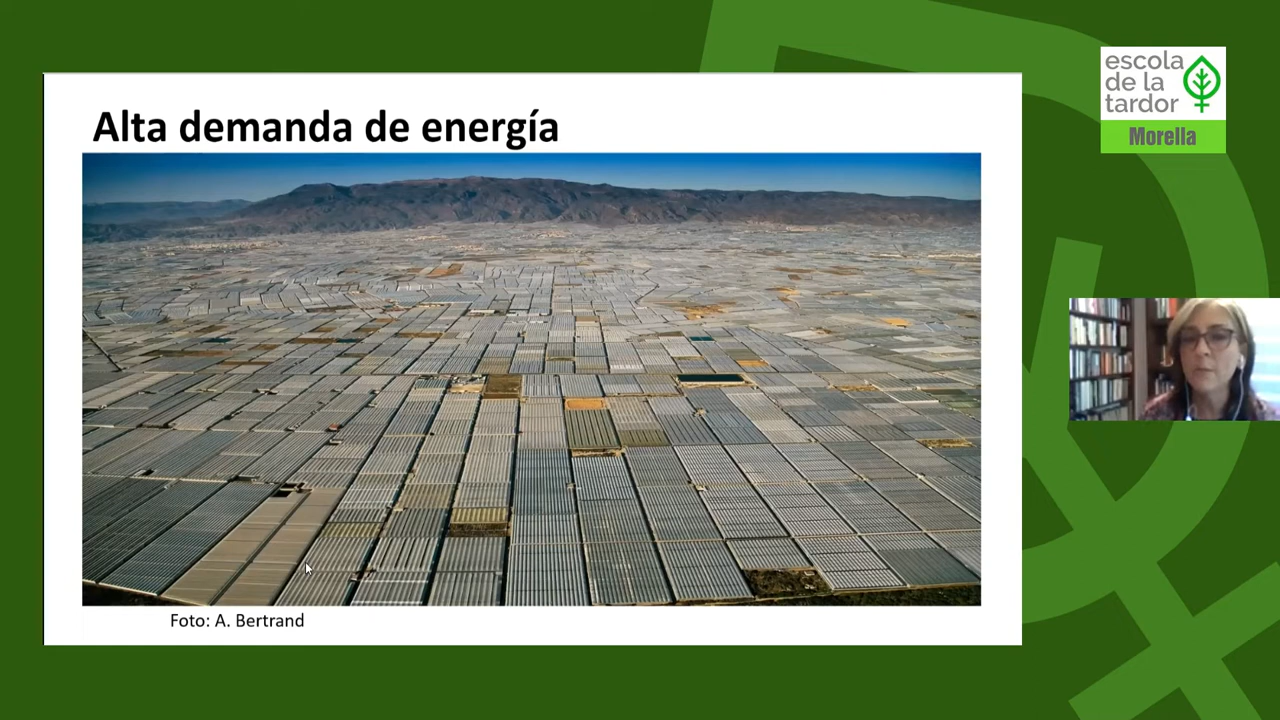 Alta demanda de energía
Foto: A. Bertrand
escola
de la
tardor
Morella